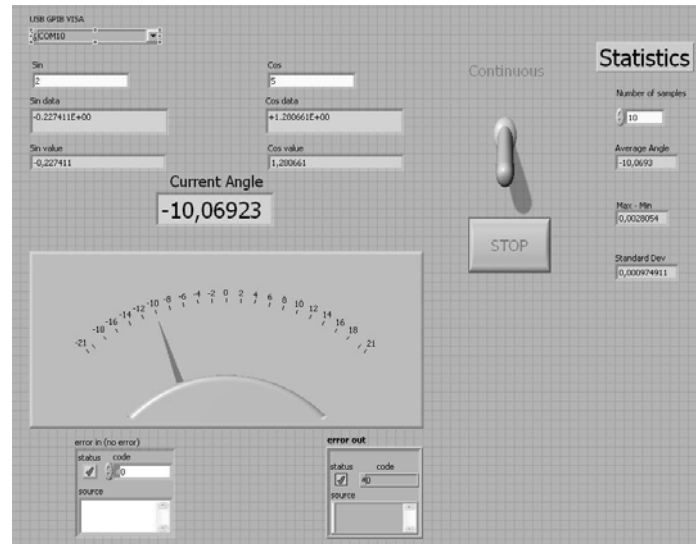 USB GPIB VISA
COM10
Sin
2
Cos
5
Sin data
-0.227411E+00
Cos data
+1.280661E+00
Sin value
-0,227411
Cos value
1,280661
Current Angle
-10,06923
Continuous
STOP
Statistics
Number of samples
10
Average Angle
-10,0693
Max - Min
0,0028054
Standard Dev
0,000974911
-21 -18 -16 -14 -12 -10 -8 -6 -4 -2 0 2 4 6 8 10 12 14 16 18 21
error in (no error)
status code
0
source
error out
status code
0
source